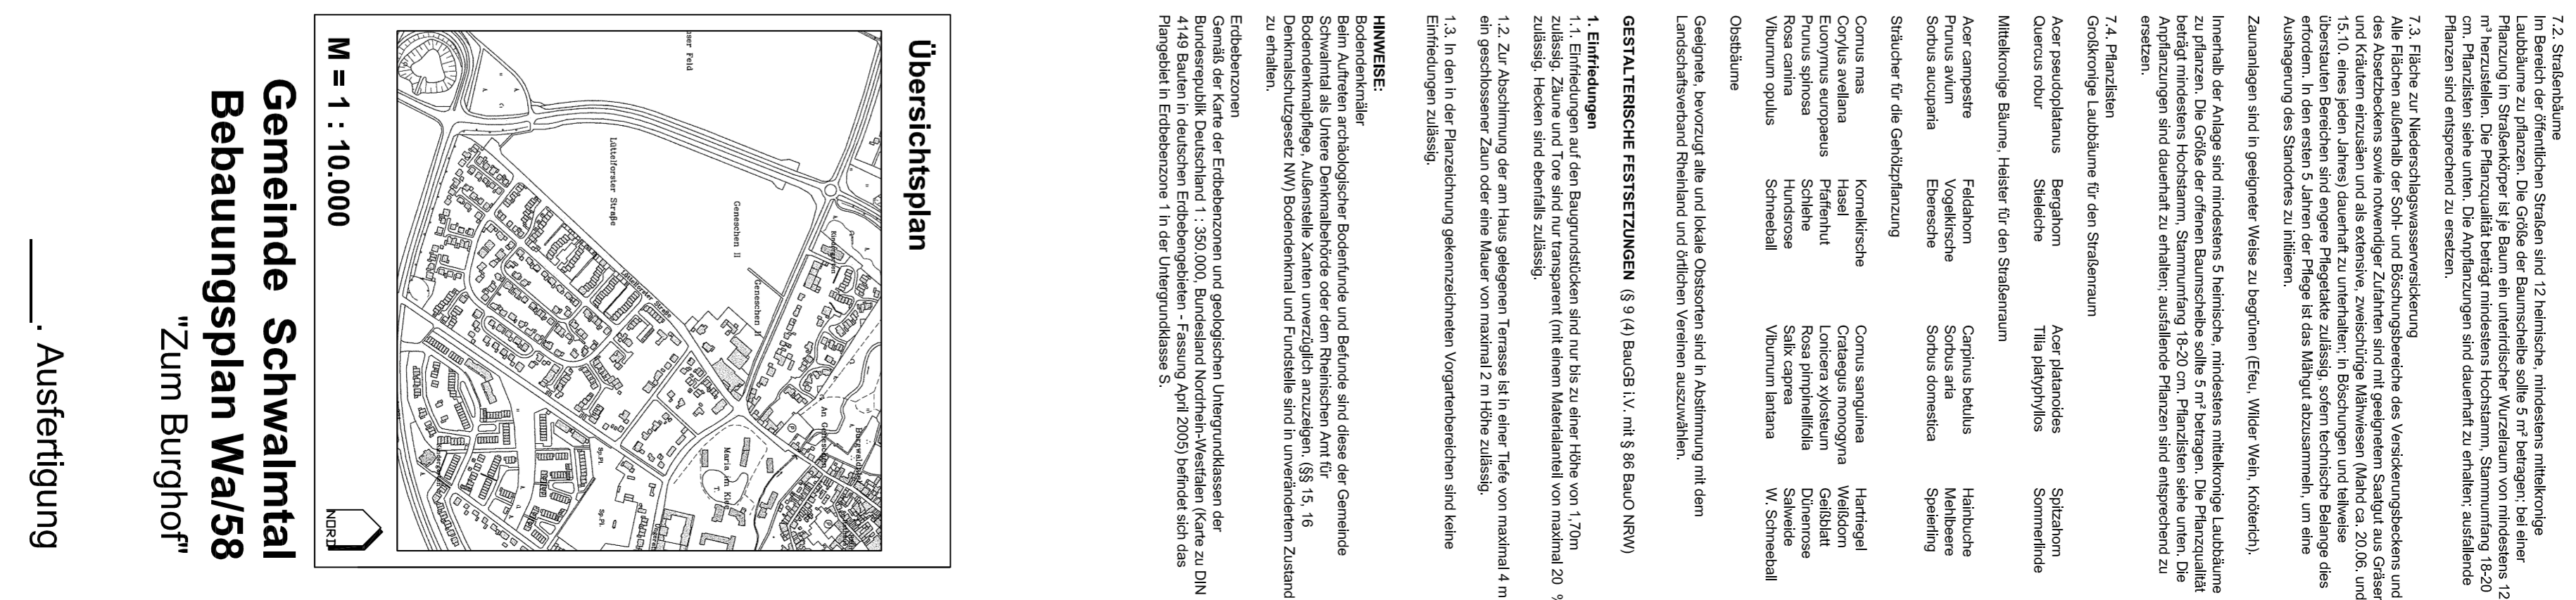 7.2. Straßenbäume
Im Bereich der öffentlichen Straßen sind 12 heimische, mindestens mittelkronige
Laubbäume zu pflanzen. Die Größe der Baumscheibe sollte 5 m² betragen; bei einer
Pflanzung im Straßenkörper ist je Baum ein unterirdischer Wurzelraum von mindestens 12
m³ herzustellen. Die Pflanzqualität beträgt mindestens Hochstamm, Stammumfang 18-20
cm. Pflanzlisten siehe unten. Die Anpflanzungen sind dauerhaft zu erhalten; ausfallende
Pflanzen sind entsprechend zu ersetzen.
7.3. Fläche zur Niederschlagswasserversickerung
Alle Flächen außerhalb der Sohl- und Böschungsbereiche des Versickerungsbeckens und
des Absetzbeckens sowie notwendiger Zufahrten sind mit geeignetem Saatgut aus Gräser
und Kräutern einzusäen und als extensive, zweischürige Mähwiesen (Mahd ca. 20.06. und
15.10. eines jeden Jahres) dauerhaft zu unterhalten; in Böschungen und teilweise
überstauten Bereichen sind engere Pflegetakte zulässig, sofern technische Belange dies
erfordern. In den ersten 5 Jahren der Pflege ist das Mähgut abzusammeln, um eine
Aushagerung des Standortes zu initiieren.
Zaunanlagen sind in geeigneter Weise zu begrünen (Efeu, Wilder Wein, Knöterich).
Innerhalb der Anlage sind mindestens 5 heimische, mindestens mittelkronige Laubbäume
zu pflanzen. Die Größe der offenen Baumscheibe sollte 5 m² betragen. Die Pflanzqualität
beträgt mindestens Hochstamm, Stammumfang 18-20 cm. Pflanzlisten siehe unten. Die
Anpflanzungen sind dauerhaft zu erhalten; ausfallende Pflanzen sind entsprechend zu
ersetzen.
7.4. Pflanzlisten
Großkronige Laubbäume für den Straßenraum
Acer pseudoplatanus Bergahorn Acer platanoides Spitzahorn
Quercus robur Stieleiche Tilia platyphyllos Sommerlinde
Mittelkronige Bäume, Heister für den Straßenraum
Acer campestre Feldahorn Carpinus betulus Hainbuche
Prunus avium Vogelkirsche Sorbus aria Mehlbeere
Sorbus aucuparia Eberesche Sorbus domestica Speierling
Sträucher für die Gehölzpflanzung
Cornus mas Kornelkirsche Cornus sanguinea Hartriegel
Corylus avellana Hasel Crataegus monogyna Weißdorn
Euonymus europaeus Pfaffenhut Lonicera xylosteum Geißblatt
Prunus spinosa Schlehe Rosa pimpinellifolia Dünenrose
Rosa canina Hundsrose Salix caprea Salweide
Viburnum opulus Schneeball Viburnum lantana W. Schneeball
Obstbäume
Geeignete, bevorzugt alte und lokale Obstsorten sind in Abstimmung mit dem
Landschaftsverband Rheinland und örtlichen Vereinen auszuwählen.
GESTALTERISCHE FESTSETZUNGEN (§ 9 (4) BauGB i.V. mit § 86 BauO NRW)
1. Einfriedungen
1.1. Einfriedungen auf den Baugrundstücken sind nur bis zu einer Höhe von 1,70m
zulässig. Zäune und Tore sind nur transparent (mit einem Materialanteil von maximal 20 %
zulässig. Hecken sind ebenfalls zulässig.
1.2. Zur Abschirmung der am Haus gelegenen Terrasse ist in einer Tiefe von maximal 4 m
ein geschlossener Zaun oder eine Mauer von maximal 2 m Höhe zulässig.
1.3. In den in der Planzeichnung gekennzeichneten Vorgartenbereichen sind keine
Einfriedungen zulässig.
HINWEISE:
Bodendenkmäler
Beim Auftreten archäologischer Bodenfunde und Befunde sind diese der Gemeinde
Schwalmtal als Untere Denkmalbehörde oder dem Rheinischen Amt für
Bodendenkmalpflege, Außenstelle Xanten unverzüglich anzuzeigen. (§§ 15, 16
Denkmalschutzgesetz NW) Bodendenkmal und Fundstelle sind in unverändertem Zustand
zu erhalten.
Erdbebenzonen
Gemäß der Karte der Erdbebenzonen und geologischen Untergrundklassen der
Bundesrepublik Deutschland 1 : 350.000, Bundesland Nordrhein-Westfalen (Karte zu DIN
4149 Bauten in deutschen Erdbebengebieten - Fassung April 2005) befindet sich das
Plangebiet in Erdbebenzone 1 in der Untergrundklasse S.
Übersichtsplan
Kindergarten
Burgwaldh
An Geneschen
Geneschen II
Geneschen II
Maria im Klee
T.
Lüttelforster Straße
Lüttelforster Straße
ser Feld
Sp.Pl.
Sp.Pl.
M = 1 : 10.000
NORD
Gemeinde Schwalmtal
Bebauungsplan Wa/58
"Zum Burghof"
____. Ausfertigung